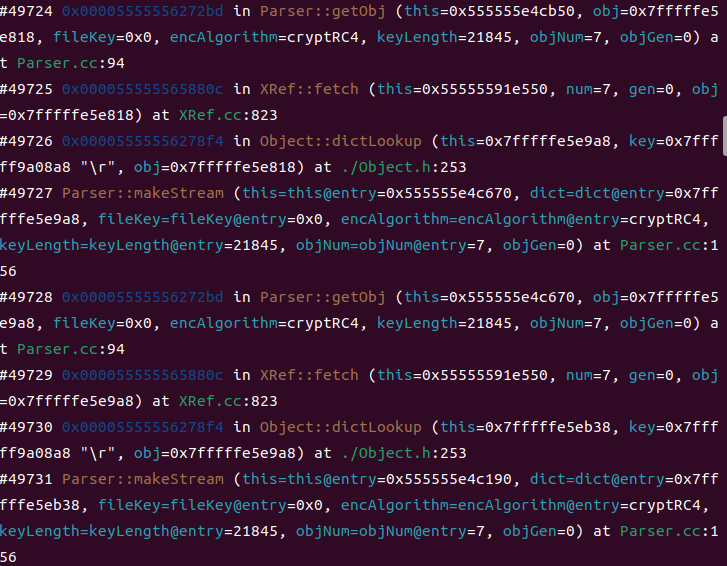 #49724 0x00005555556272bd in Parser::getObj (this=0x555555e4cb50, obj=0x7fffffe5
e818, fileKey=0x0, encAlgorithm=cryptRC4, keyLength=21845, objNum=7, objGen=0) a
t Parser.cc:94
#49725 0x000055555565880c in XRef::fetch (this=0x55555591e550, num=7, gen=0, obj
=0x7fffffe5e818) at XRef.cc:823
#49726 0x00005555556278f4 in Object::dictLookup (this=0x7fffffe5e9a8, key=0x7fff
ff9a08a8 "\r", obj=0x7fffffe5e818) at ./Object.h:253
#49727 Parser::makeStream (this=this@entry=0x555555e4c670, dict=dict@entry=0x7ff
fffe5e9a8, fileKey=fileKey@entry=0x0, encAlgorithm=encAlgorithm@entry=cryptRC4,
keyLength=keyLength@entry=21845, objNum=objNum@entry=7, objGen=0) at Parser.cc:1
56
#49728 0x00005555556272bd in Parser::getObj (this=0x555555e4c670, obj=0x7fffffe5
e9a8, fileKey=0x0, encAlgorithm=cryptRC4, keyLength=21845, objNum=7, objGen=0) a
t Parser.cc:94
#49729 0x000055555565880c in XRef::fetch (this=0x55555591e550, num=7, gen=0, obj
=0x7fffffe5e9a8) at XRef.cc:823
#49730 0x00005555556278f4 in Object::dictLookup (this=0x7fffffe5eb38, key=0x7fff
ff9a08a8 "\r", obj=0x7fffffe5e9a8) at ./Object.h:253
#49731 Parser::makeStream (this=this@entry=0x555555e4c190, dict=dict@entry=0x7ff
fffe5eb38, fileKey=fileKey@entry=0x0, encAlgorithm=encAlgorithm@entry=cryptRC4,
keyLength=keyLength@entry=21845, objNum=objNum@entry=7, objGen=0) at Parser.cc:1
56